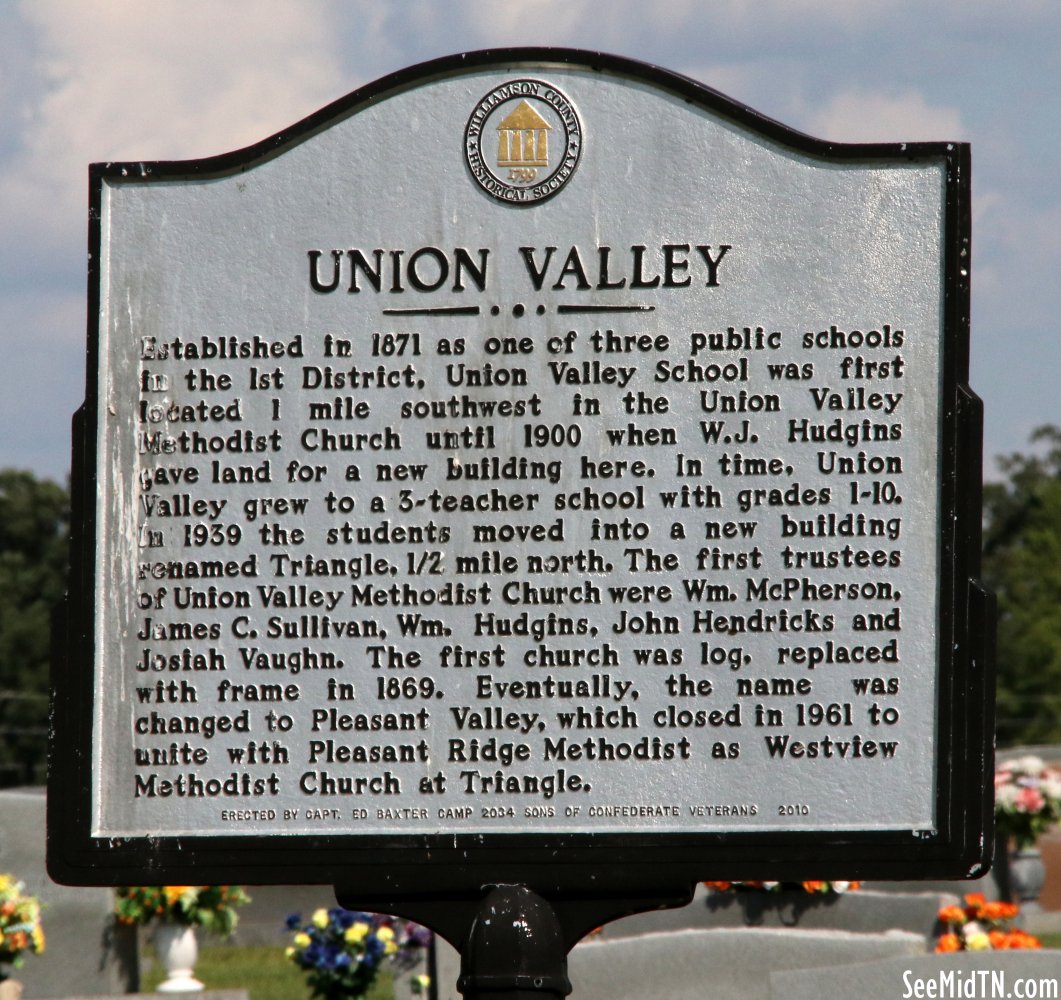 WILLIAMSON COUNTY
1799
HISTORICAL SOCIETY
UNION VALLEY
Established in 1871 as one of three public schools
in the 1st District, Union Valley School was first
located 1 mile southwest in the Union Valley
Methodist Church until 1900 when W.J. Hudgins
gave land for a new building here. In time, Union
Valley grew to a 3-teacher school with grades 1-10.
In 1939 the students moved into a new building
renamed Triangle, 1/2 mile north. The first trustees
of Union Valley Methodist Church were Wm. McPherson,
James C. Sullivan, Wm. Hudgins, John Hendricks and
Josiah Vaughn. The first church was log, replaced
with frame in 1869. Eventually, the name was
changed to Pleasant Valley, which closed in 1961 to
unite with Pleasant Ridge Methodist as Westview
Methodist Church at Triangle.
ERECTED BY CAPT. ED BAXTER CAMP 2034 SONS OF CONFEDERATE VETERANS 2010
SeeMidTN.com